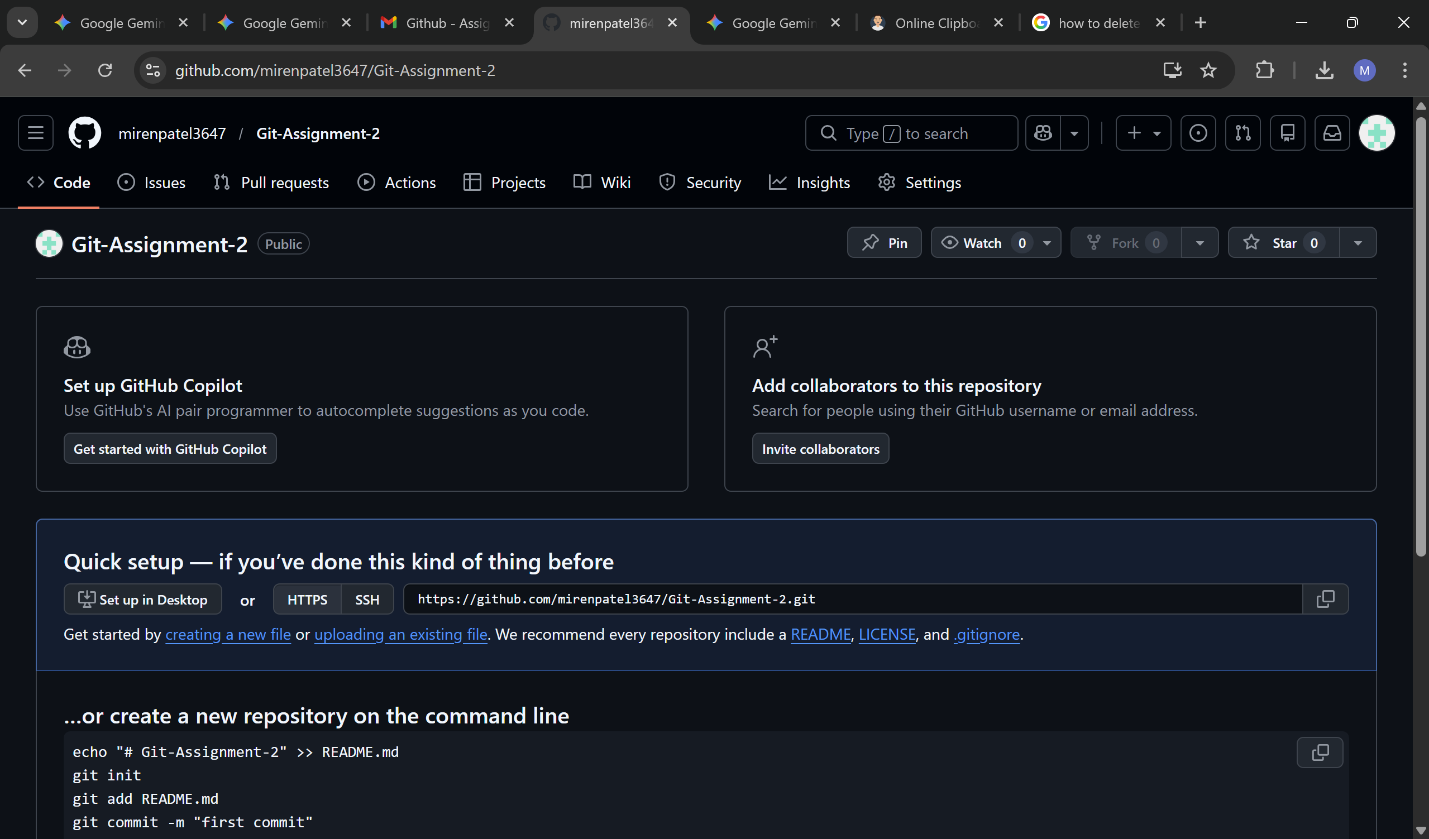 Google Gemin
Google Gemin
Github - Assig
mirenpatel364
Google Gemin
Online Clipbo
how to delete
github.com/mirenpatel3647/Git-Assignment-2
M
mirenpatel3647 / Git-Assignment-2
Type / to search
Code
Issues
Pull requests
Actions
Projects
Wiki
Security
Insights
Settings
Git-Assignment-2 Public
Pin
Watch 0
Fork 0
Star 0
Set up GitHub Copilot
Use GitHub's AI pair programmer to autocomplete suggestions as you code.
Get started with GitHub Copilot
Add collaborators to this repository
Search for people using their GitHub username or email address.
Invite collaborators
Quick setup — if you’ve done this kind of thing before
Set up in Desktop or HTTPS SSH https://github.com/mirenpatel3647/Git-Assignment-2.git
Get started by creating a new file or uploading an existing file. We recommend every repository include a README, LICENSE, and .gitignore.
...or create a new repository on the command line
echo "# Git-Assignment-2" >> README.md
git init
git add README.md
git commit -m "first commit"